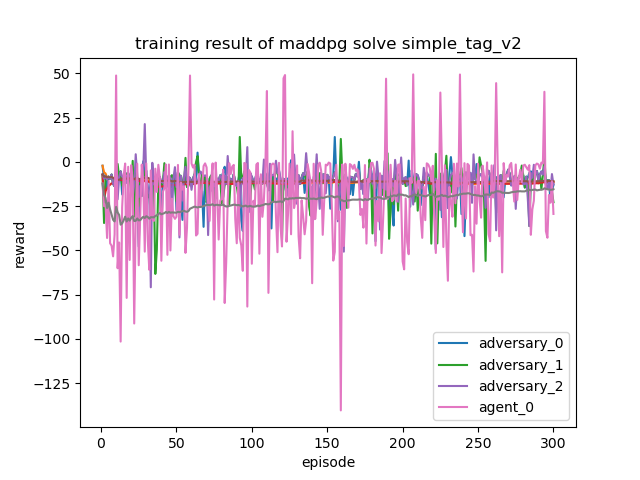 training result of maddpg solve simple_tag_v2
50
25
0
−25
−50
−75
−100
−125
reward
adversary_0
adversary_1
adversary_2
agent_0
0 50 100 150 200 250 300
episode